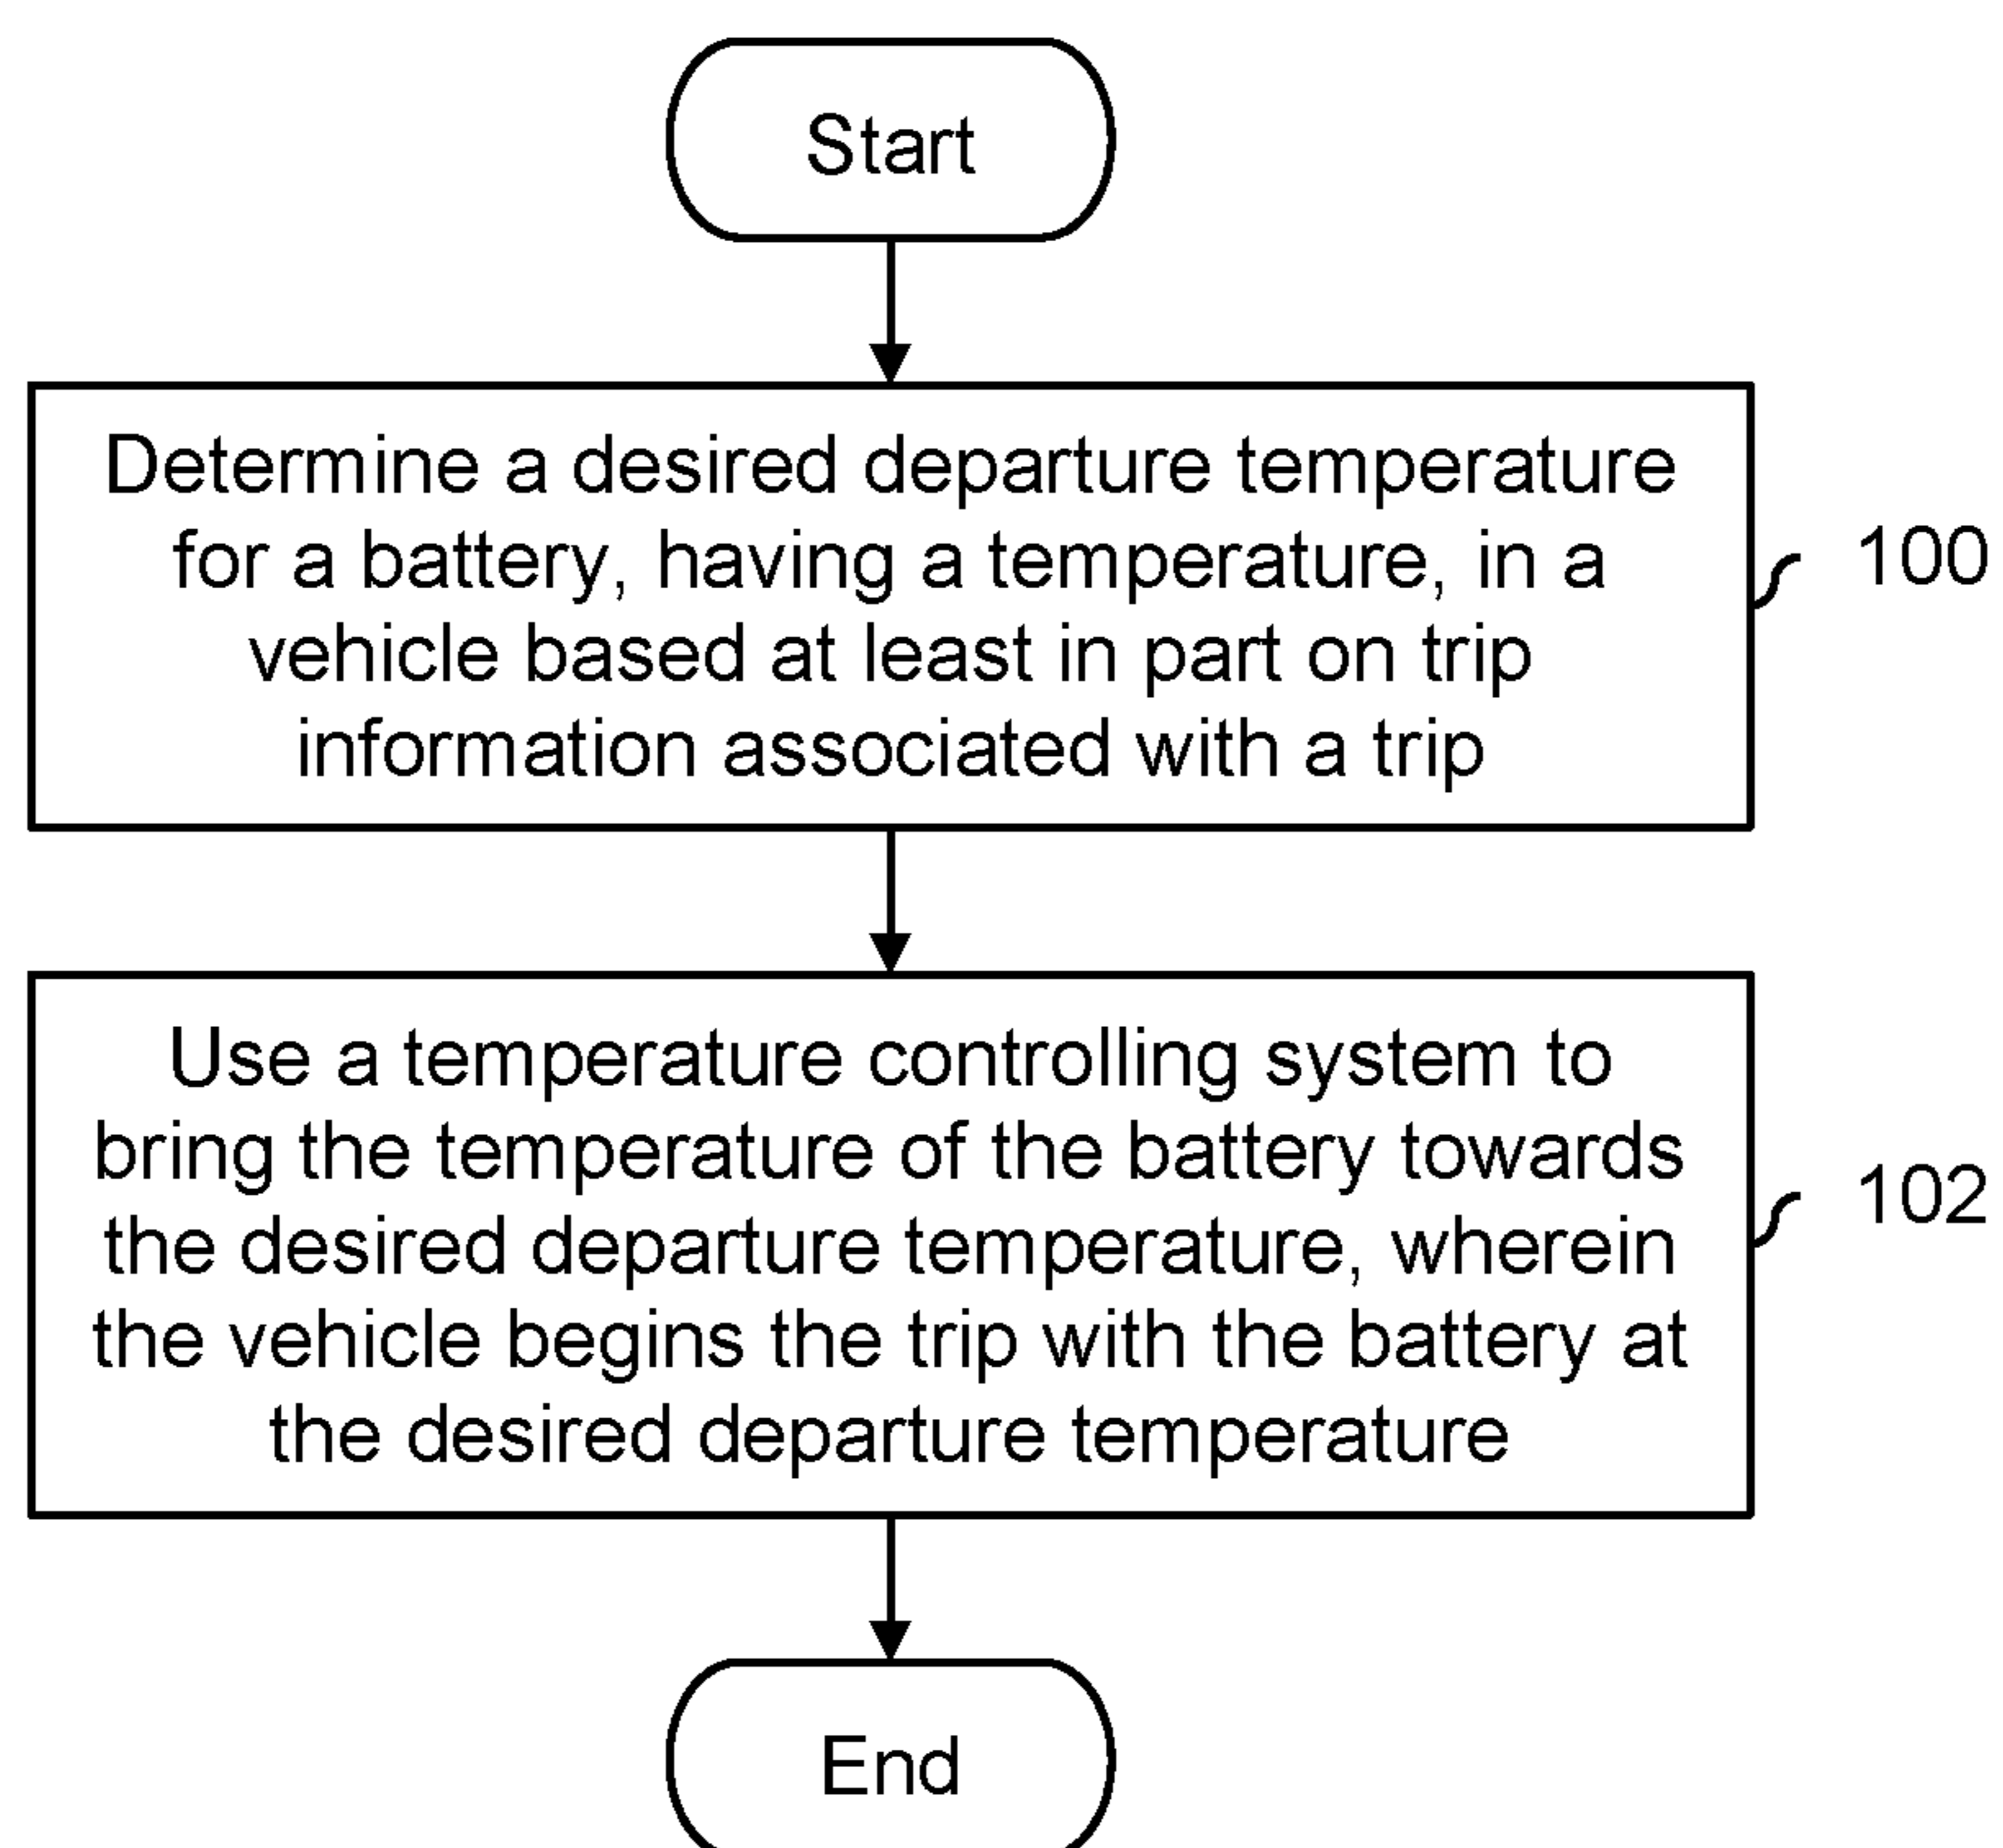 Start
Determine a desired departure temperature
for a battery, having a temperature, in a
vehicle based at least in part on trip
information associated with a trip
100
Use a temperature controlling system to
bring the temperature of the battery towards
the desired departure temperature, wherein
the vehicle begins the trip with the battery at
the desired departure temperature
102
End